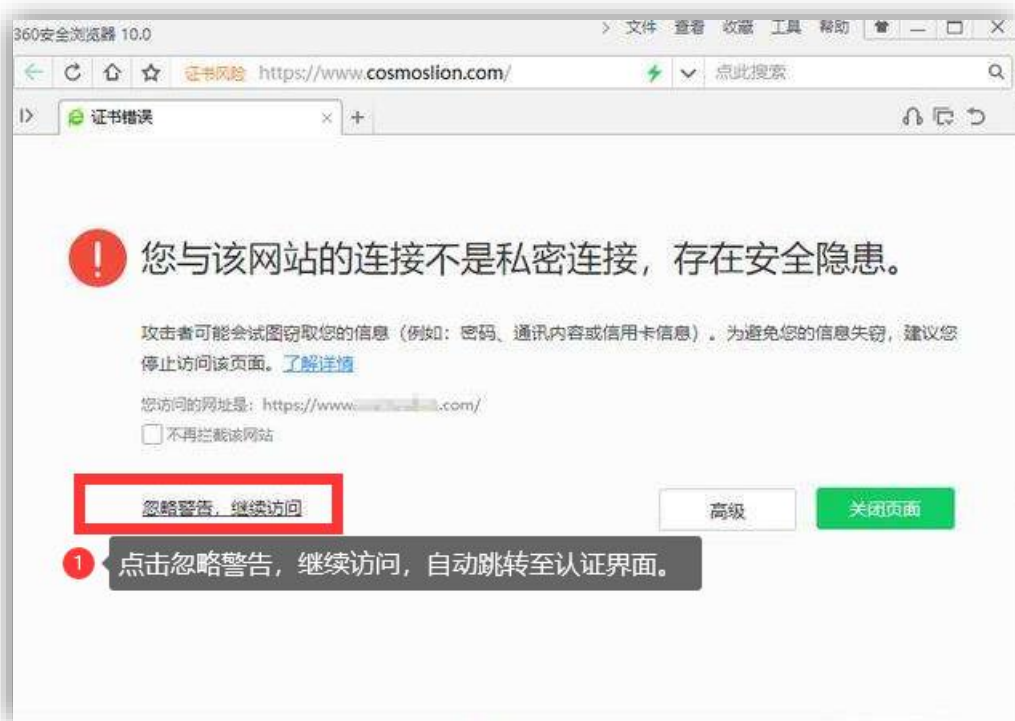 360安全浏览器 10.0
文件 查看 收藏 工具 帮助
证书风险 https://www.cosmoslion.com/
点此搜索
证书错误
您与该网站的连接不是私密连接，存在安全隐患。
攻击者可能会试图窃取您的信息（例如：密码、通讯内容或信用卡信息）。为避免您的信息失窃，建议您
停止访问该页面。了解详情
您访问的网址是：https://www. .com/
不再拦截该网站
忽略警告，继续访问
高级
关闭页面
1 点击忽略警告，继续访问，自动跳转至认证界面。